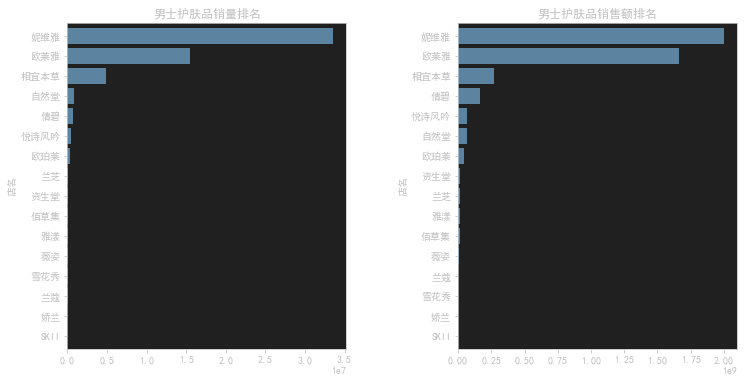 男士护肤品销量排名
店名
妮维雅
欧莱雅
相宜本草
自然堂
倩碧
悦诗风吟
欧珀莱
兰芝
资生堂
佰草集
雅漾
薇姿
雪花秀
兰蔻
娇兰
SKII
0.0 0.5 1.0 1.5 2.0 2.5 3.0 3.5
1e7
男士护肤品销售额排名
店名
妮维雅
欧莱雅
相宜本草
倩碧
悦诗风吟
自然堂
欧珀莱
资生堂
兰芝
雅漾
佰草集
薇姿
兰蔻
雪花秀
娇兰
SKII
0.00 0.25 0.50 0.75 1.00 1.25 1.50 1.75 2.00
1e9